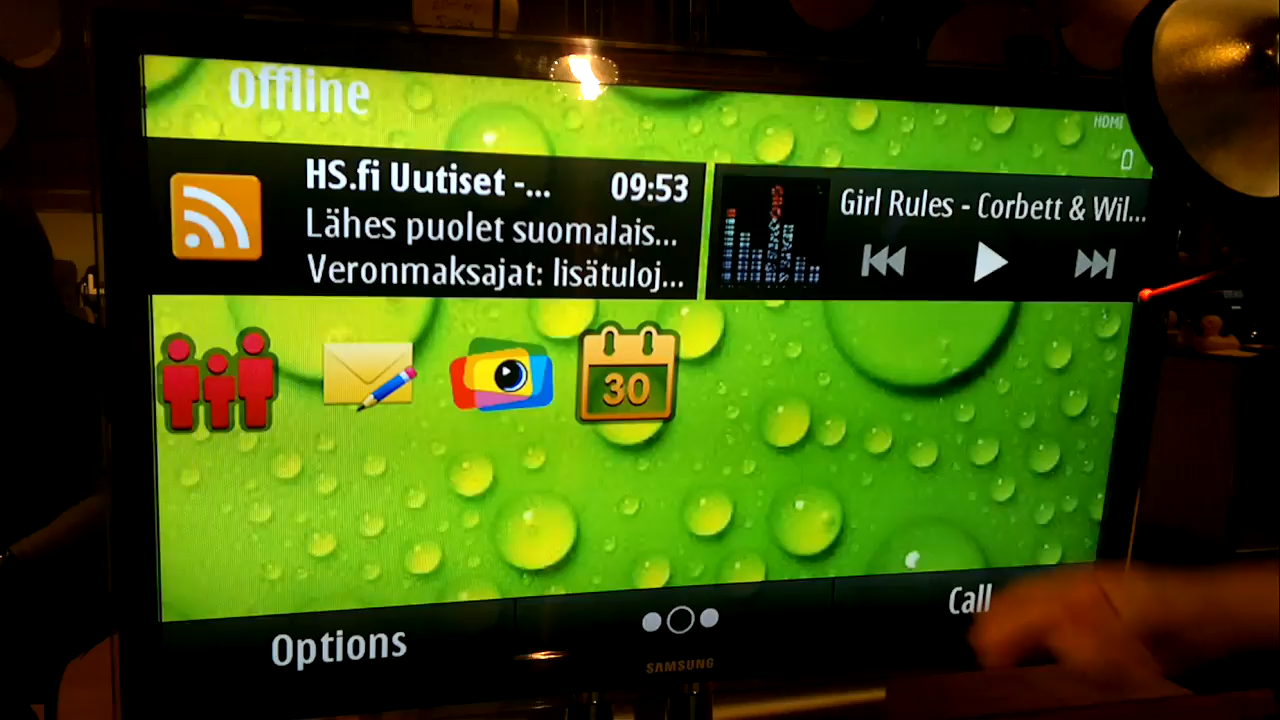 Offline
HDMI
HS.fi Uutiset -... 09:53
Lähes puolet suomalais...
Veronmaksajat: lisätuloj...
Girl Rules - Corbett & Wil...
30
Options
Call
SAMSUNG